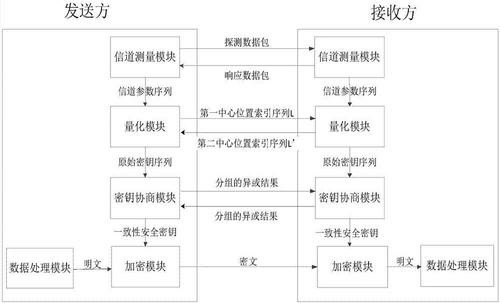 发送方
接收方
信道测量模块
探测数据包
响应数据包
信道测量模块
信道参数序列
信道参数序列
量化模块
第一中心位置索引序列L
第二中心位置索引序列L'
量化模块
原始密钥序列
原始密钥序列
密钥协商模块
分组的异或结果
分组的异或结果
密钥协商模块
一致性安全密钥
一致性安全密钥
数据处理模块
明文
加密模块
密文
加密模块
明文
数据处理模块